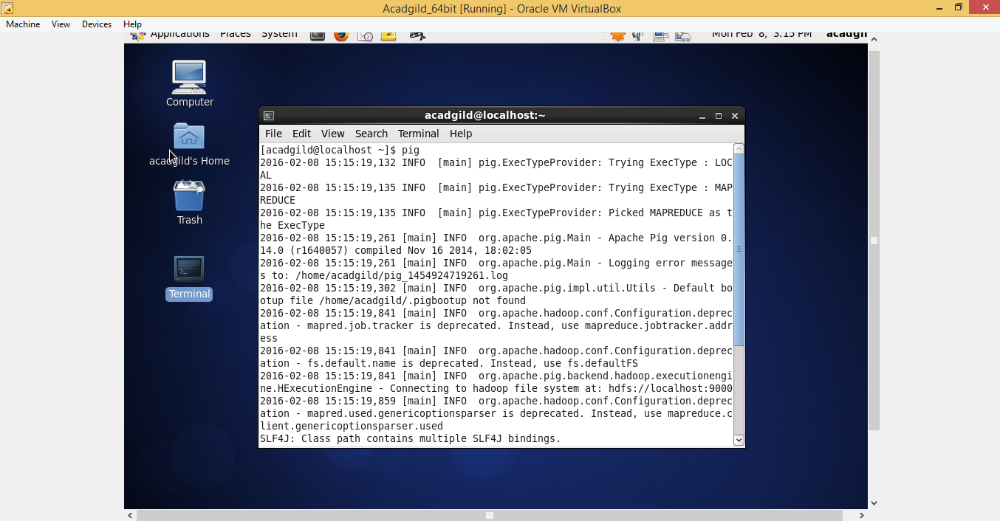 Acadgild_64bit [Running] - Oracle VM VirtualBox
Machine View Devices Help
Applications Places System Mon Feb 8, 3:15 PM acadgil
Computer
acadgild's Home
Trash
Terminal
acadgild@localhost:~
File Edit View Search Terminal Help
[acadgild@localhost ~]$ pig
2016-02-08 15:15:19,132 INFO  [main] pig.ExecTypeProvider: Trying ExecType : LOC
AL
2016-02-08 15:15:19,135 INFO  [main] pig.ExecTypeProvider: Trying ExecType : MAP
REDUCE
2016-02-08 15:15:19,135 INFO  [main] pig.ExecTypeProvider: Picked MAPREDUCE as t
he ExecType
2016-02-08 15:15:19,261 [main] INFO  org.apache.pig.Main - Apache Pig version 0.
14.0 (r1640057) compiled Nov 16 2014, 18:02:05
2016-02-08 15:15:19,261 [main] INFO  org.apache.pig.Main - Logging error message
s to: /home/acadgild/pig_1454924719261.log
2016-02-08 15:15:19,302 [main] INFO  org.apache.pig.impl.util.Utils - Default bo
otup file /home/acadgild/.pigbootup not found
2016-02-08 15:15:19,841 [main] INFO  org.apache.hadoop.conf.Configuration.deprec
ation - mapred.job.tracker is deprecated. Instead, use mapreduce.jobtracker.addr
ess
2016-02-08 15:15:19,841 [main] INFO  org.apache.hadoop.conf.Configuration.deprec
ation - fs.default.name is deprecated. Instead, use fs.defaultFS
2016-02-08 15:15:19,841 [main] INFO  org.apache.pig.backend.hadoop.executionengi
ne.HExecutionEngine - Connecting to hadoop file system at: hdfs://localhost:9000
2016-02-08 15:15:19,859 [main] INFO  org.apache.hadoop.conf.Configuration.deprec
ation - mapred.used.genericoptionsparser is deprecated. Instead, use mapreduce.c
lient.genericoptionsparser.used
SLF4J: Class path contains multiple SLF4J bindings.